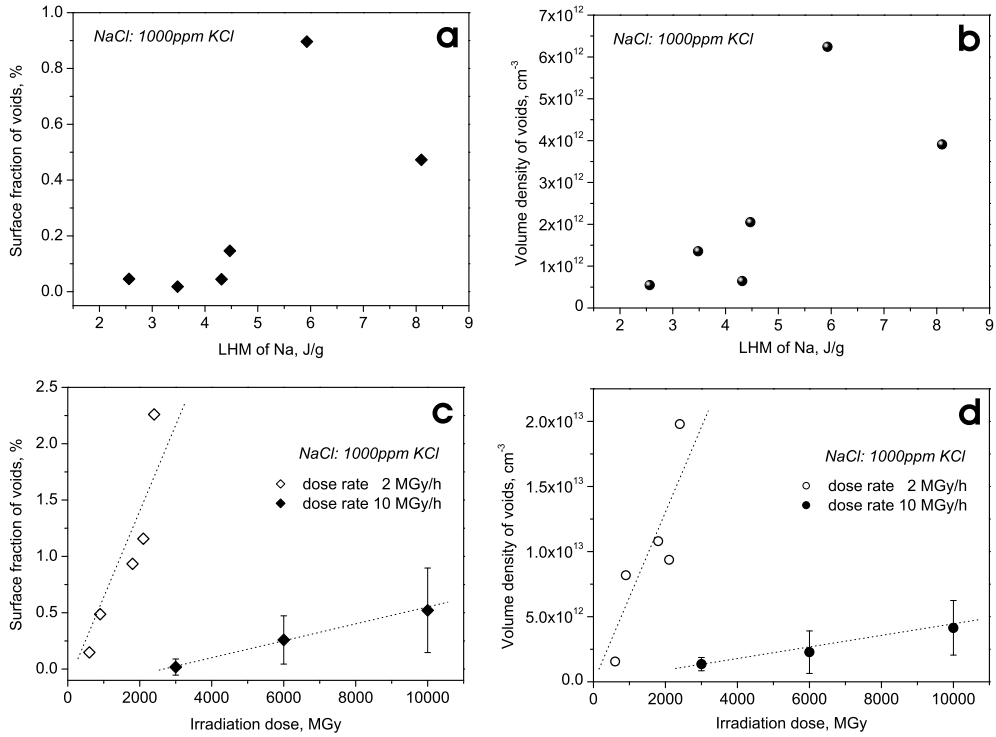 a
NaCl: 1000ppm KCl
Surface fraction of voids, %
1.0
0.8
0.6
0.4
0.2
0.0
2 3 4 5 6 7 8 9
LHM of Na, J/g
b
NaCl: 1000ppm KCl
Volume density of voids, cm⁻³
7x10¹²
6x10¹²
5x10¹²
4x10¹²
3x10¹²
2x10¹²
1x10¹²
0
2 3 4 5 6 7 8 9
LHM of Na, J/g
c
NaCl: 1000ppm KCl
dose rate 2 MGy/h
dose rate 10 MGy/h
Surface fraction of voids, %
2.5
2.0
1.5
1.0
0.5
0.0
0 2000 4000 6000 8000 10000
Irradiation dose, MGy
d
NaCl: 1000ppm KCl
dose rate 2 MGy/h
dose rate 10 MGy/h
Volume density of voids, cm⁻³
2.0x10¹³
1.5x10¹³
1.0x10¹³
5.0x10¹²
0.0
0 2000 4000 6000 8000 10000
Irradiation dose, MGy